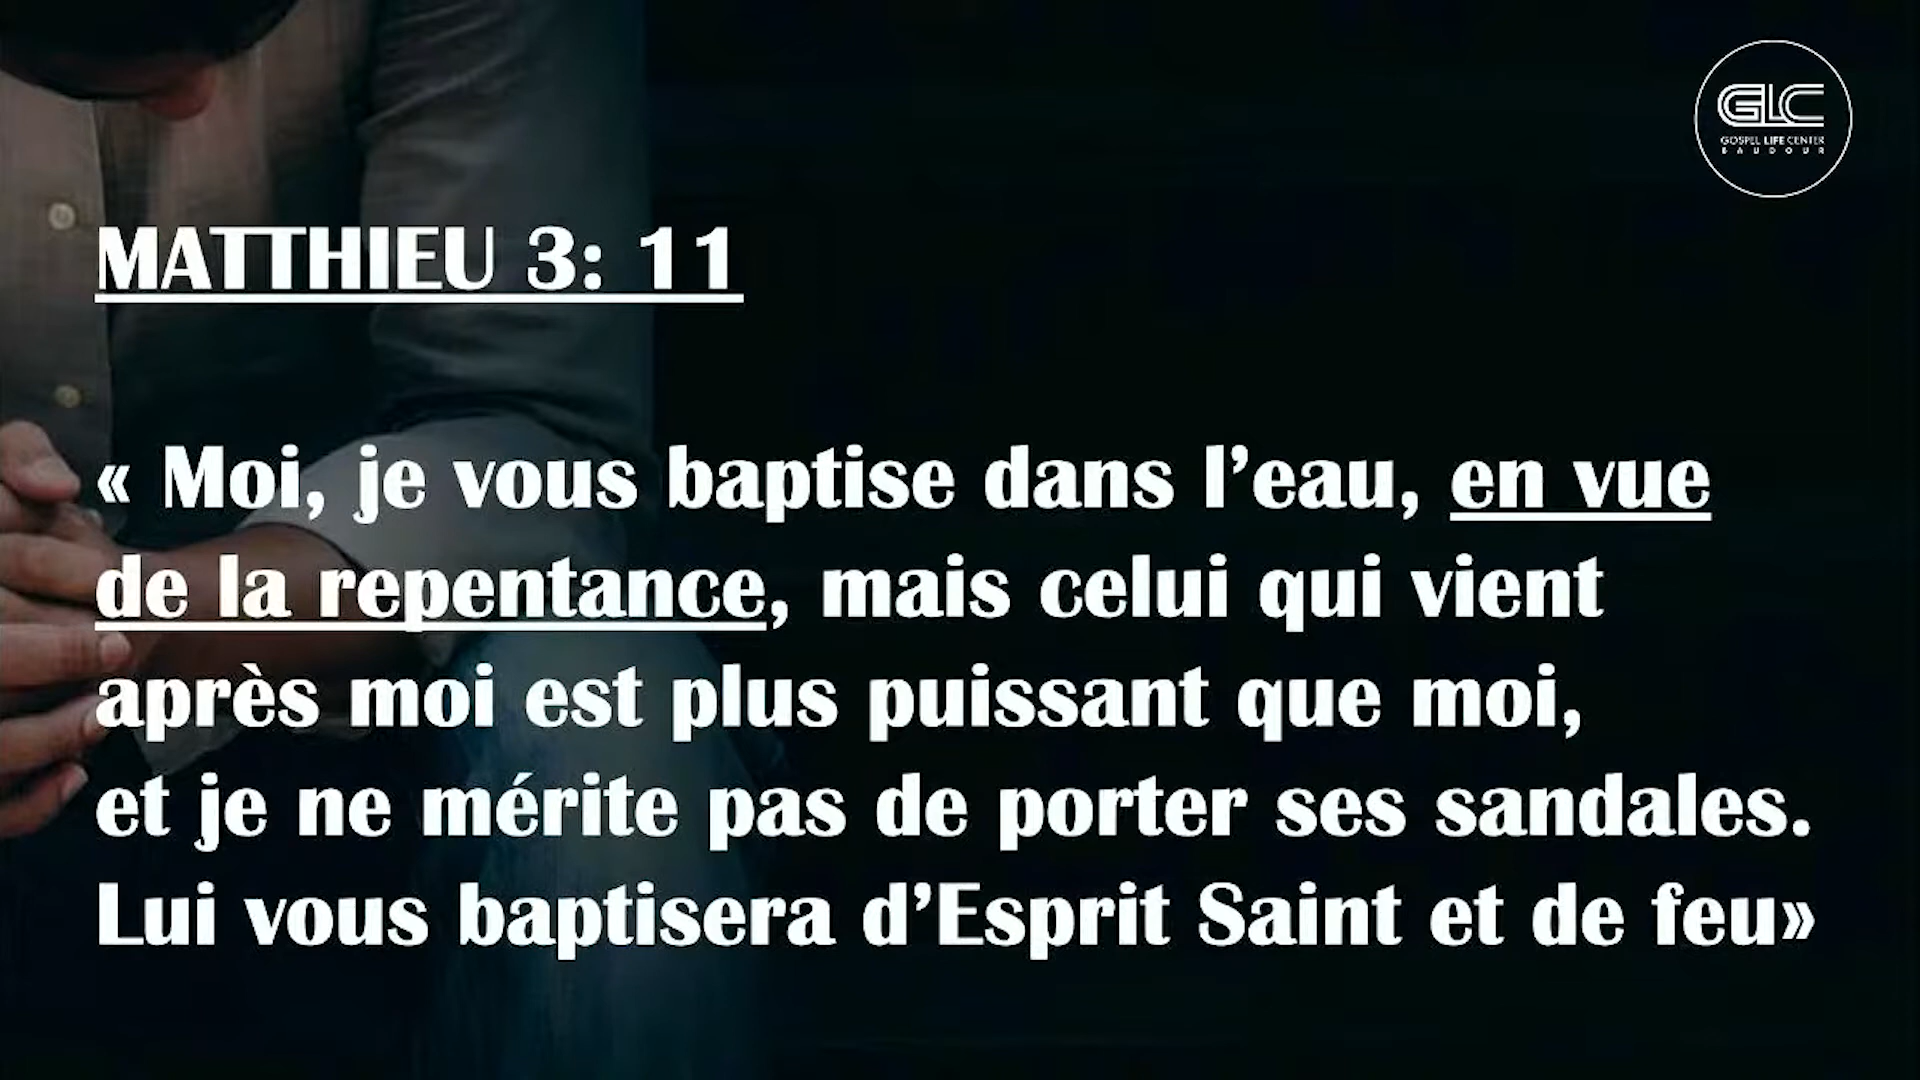 GLC
GOSPEL LIFE CENTER
BAUDOUR
MATTHIEU 3: 11
« Moi, je vous baptise dans l’eau, en vue
de la repentance, mais celui qui vient
après moi est plus puissant que moi,
et je ne mérite pas de porter ses sandales.
Lui vous baptisera d’Esprit Saint et de feu»